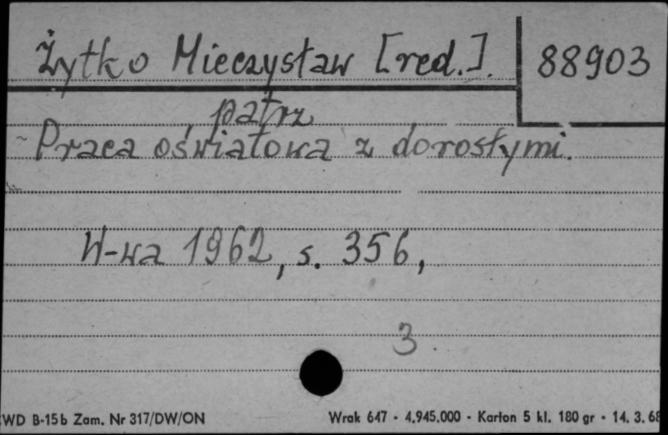 Żytko Mieczysław [red.]. 88903
patrz
Praca oświatowa z dorosłymi.
W-wa 1962, s. 356,
3.
WD B-15b Zam. Nr 317/DW/ON Wrak 647 - 4.945.000 - Karton 5 kl. 180 gr - 14. 3. 68